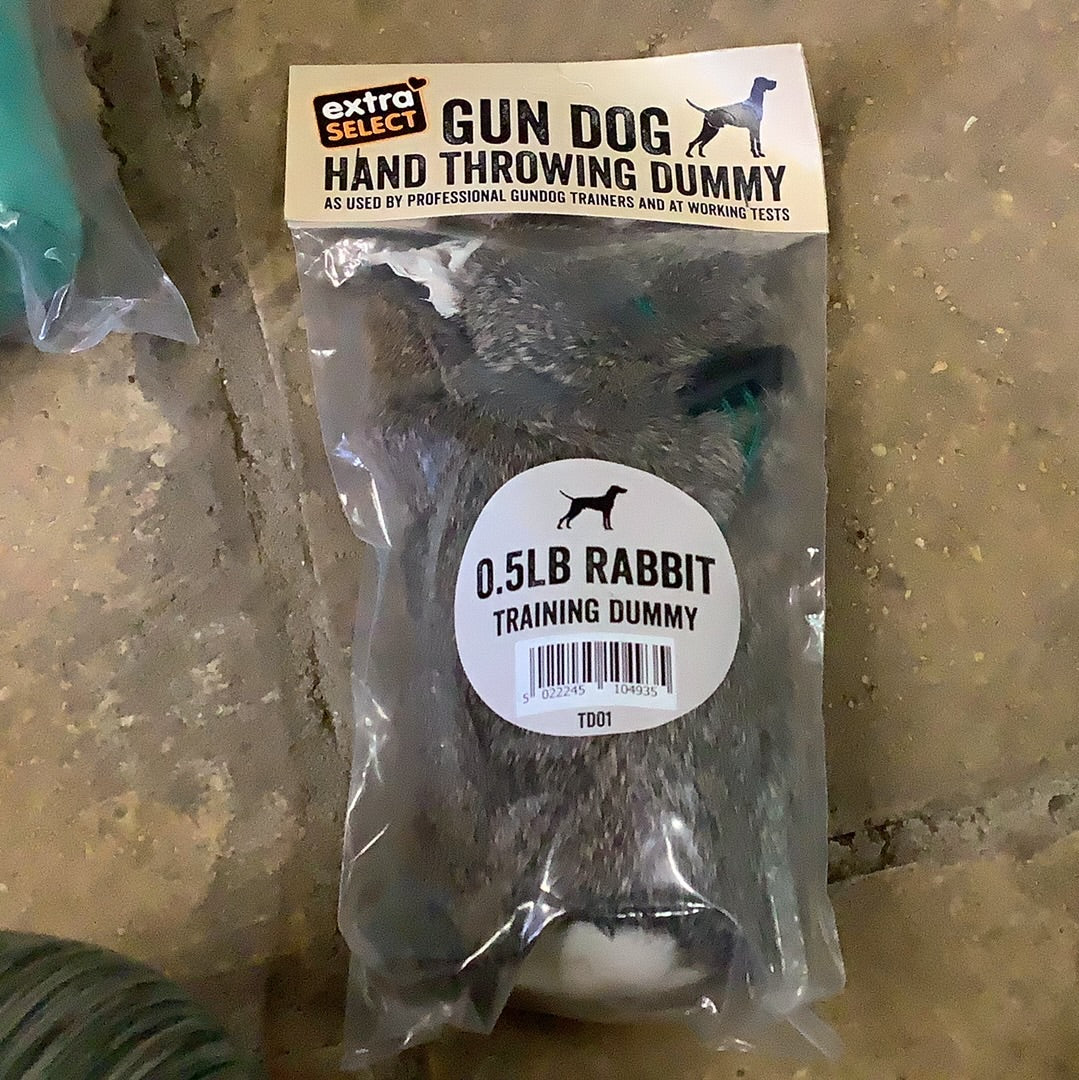 extra
SELECT
GUN DOG
HAND THROWING DUMMY
AS USED BY PROFESSIONAL GUNDOG TRAINERS AND AT WORKING TESTS
0.5LB RABBIT
TRAINING DUMMY
5 022245 104935
TD01